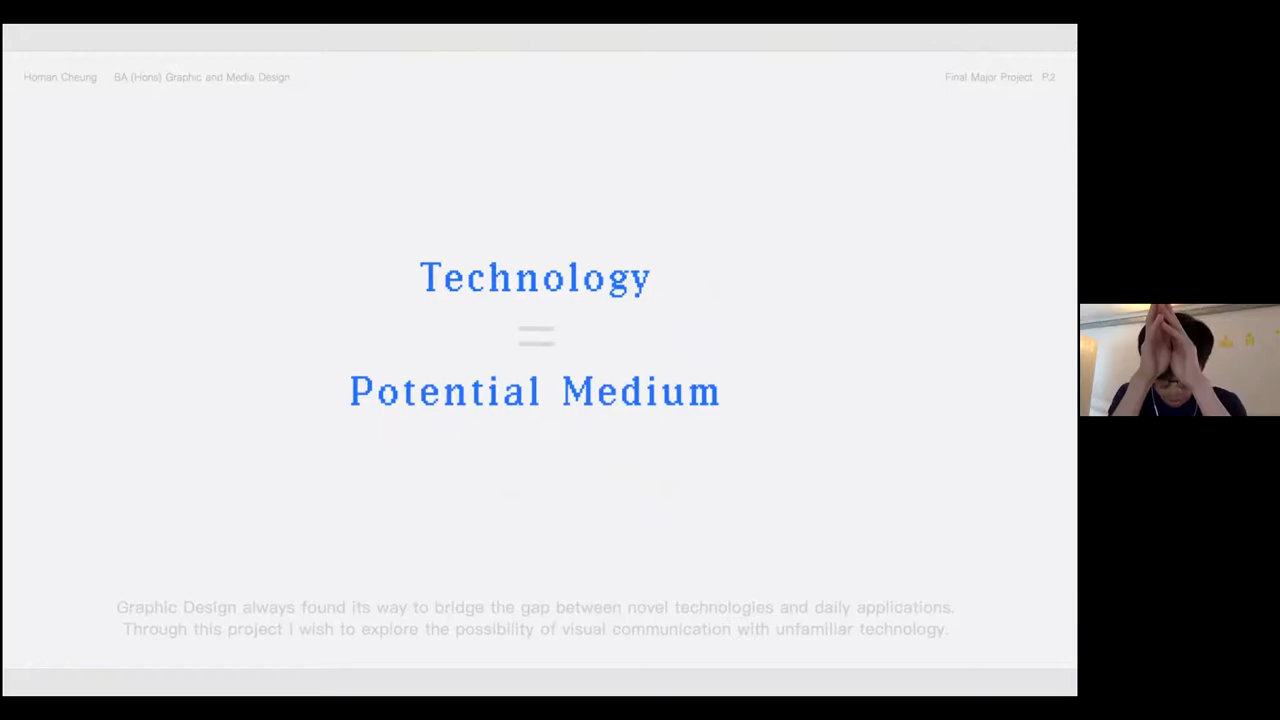 Homan Cheung BA (Hons) Graphic and Media Design Final Major Project P.2
Technology
=
Potential Medium
Graphic Design always found its way to bridge the gap between novel technologies and daily applications.
Through this project I wish to explore the possibility of visual communication with unfamiliar technology.